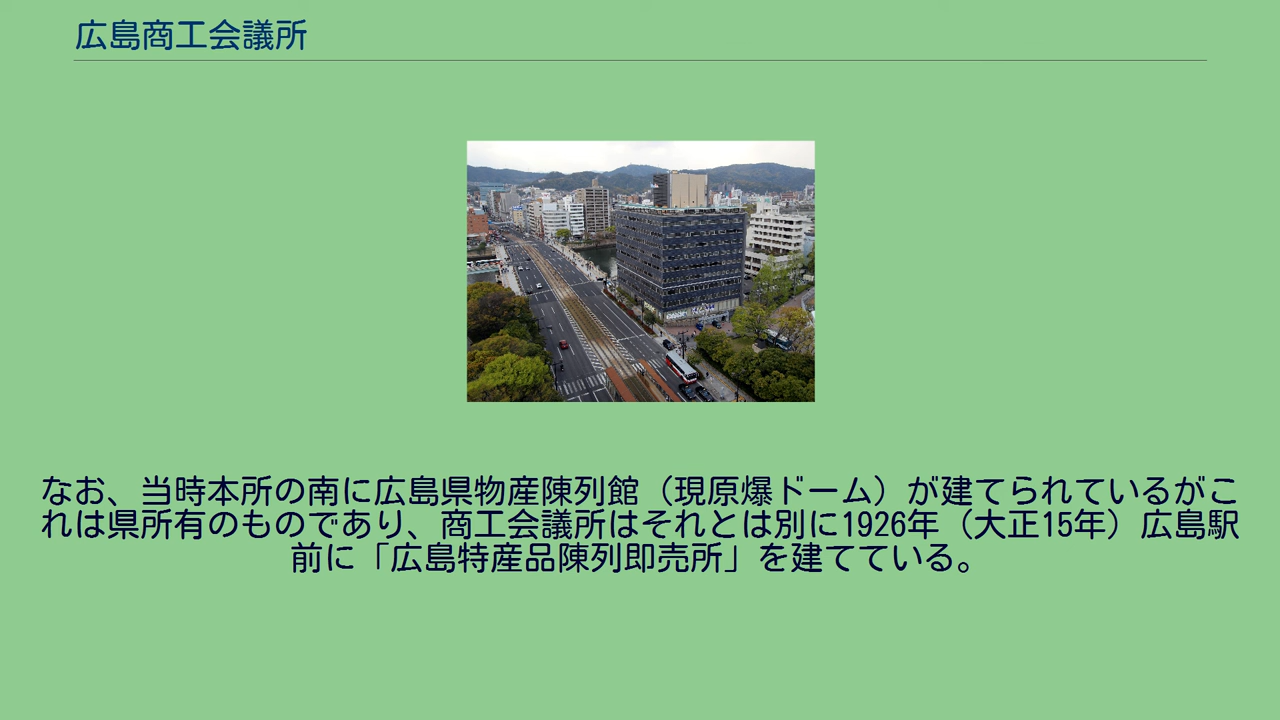 広島商工会議所
なお、当時本所の南に広島県物産陳列館（現原爆ドーム）が建てられているがこ
れは県所有のものであり、商工会議所はそれとは別に1926年（大正15年）広島駅
前に「広島特産品陳列即売所」を建てている。